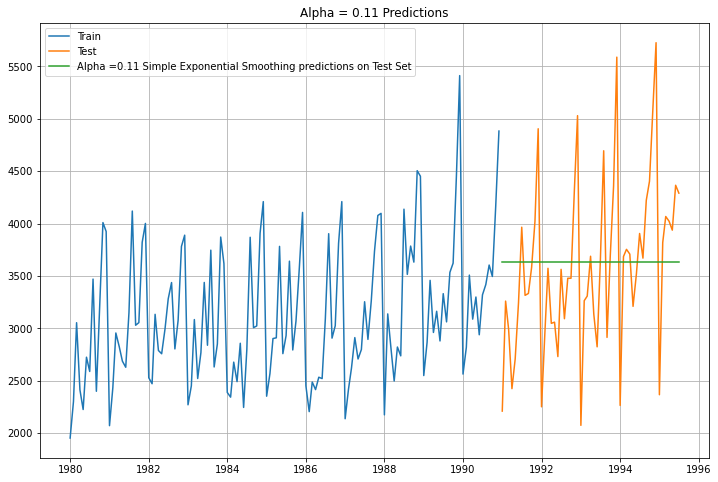 Alpha = 0.11 Predictions
Train
Test
Alpha =0.11 Simple Exponential Smoothing predictions on Test Set
5500
5000
4500
4000
3500
3000
2500
2000
1980 1982 1984 1986 1988 1990 1992 1994 1996